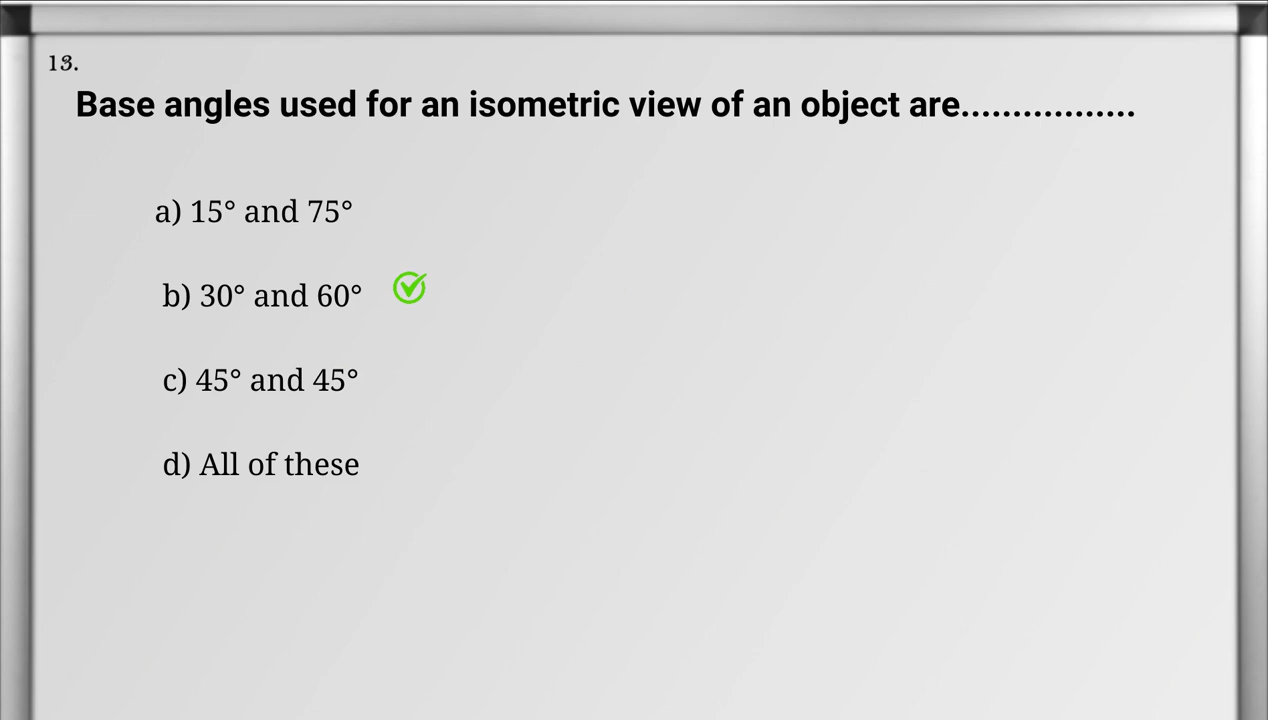 13.
Base angles used for an isometric view of an object are.................
a) 15° and 75°
b) 30° and 60°
c) 45° and 45°
d) All of these